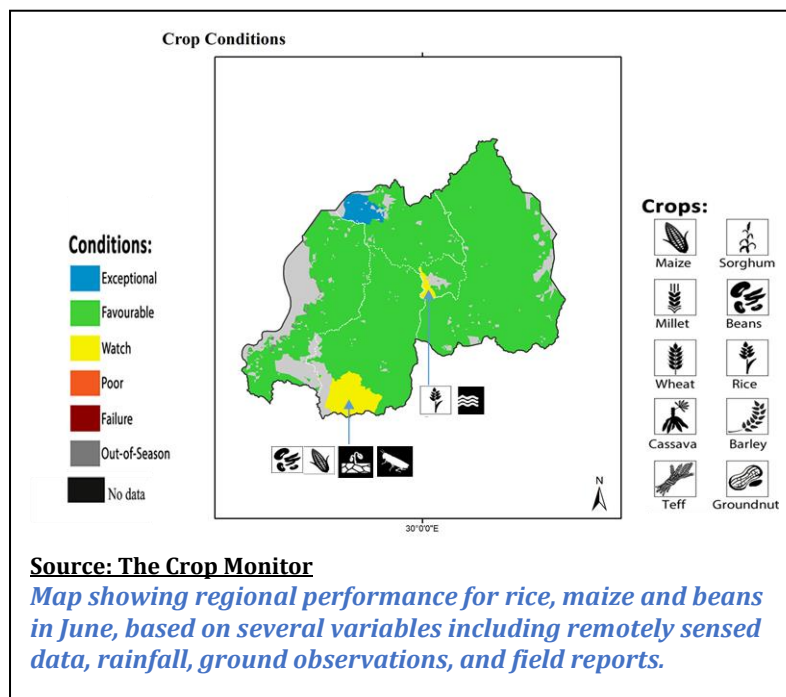 Crop Conditions
Conditions:
Exceptional
Favourable
Watch
Poor
Failure
Out-of-Season
No data
N
30°0'0"E
Crops:
Maize
Sorghum
Millet
Beans
Wheat
Rice
Cassava
Barley
Teff
Groundnut
Source: The Crop Monitor
Map showing regional performance for rice, maize and beans
in June, based on several variables including remotely sensed
data, rainfall, ground observations, and field reports.